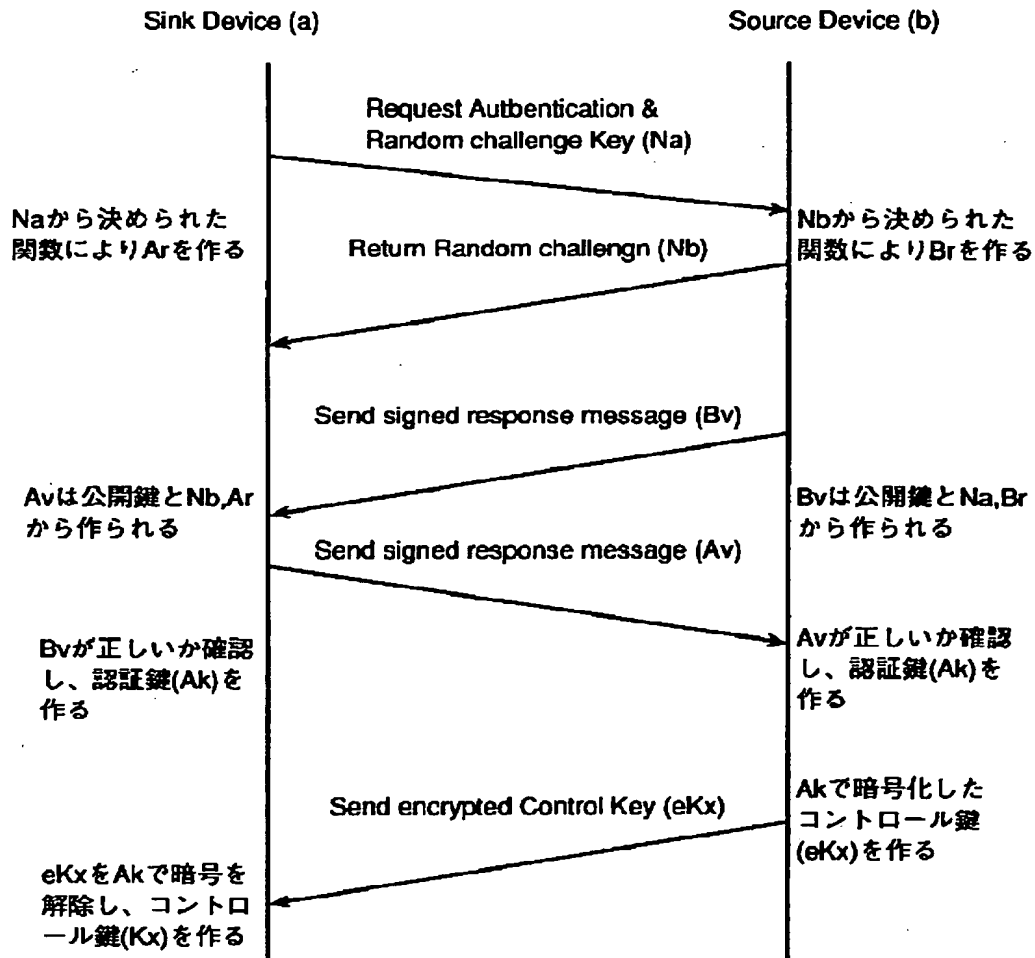 Sink Device (a)
Source Device (b)
Request Autbentication &
Random challenge Key (Na)
Naから決められた
関数によりArを作る
Nbから決められた
関数によりBrを作る
Return Random challengn (Nb)
Send signed response message (Bv)
Avは公開鍵とNb,Ar
から作られる
Bvは公開鍵とNa,Br
から作られる
Send signed response message (Av)
Bvが正しいか確認
し、認証鍵(Ak)を
作る
Avが正しいか確認
し、認証鍵(Ak)を
作る
Send encrypted Control Key (eKx)
Akで暗号化した
コントロール鍵
(eKx)を作る
eKxをAkで暗号を
解除し、コントロ
ール鍵(Kx)を作る